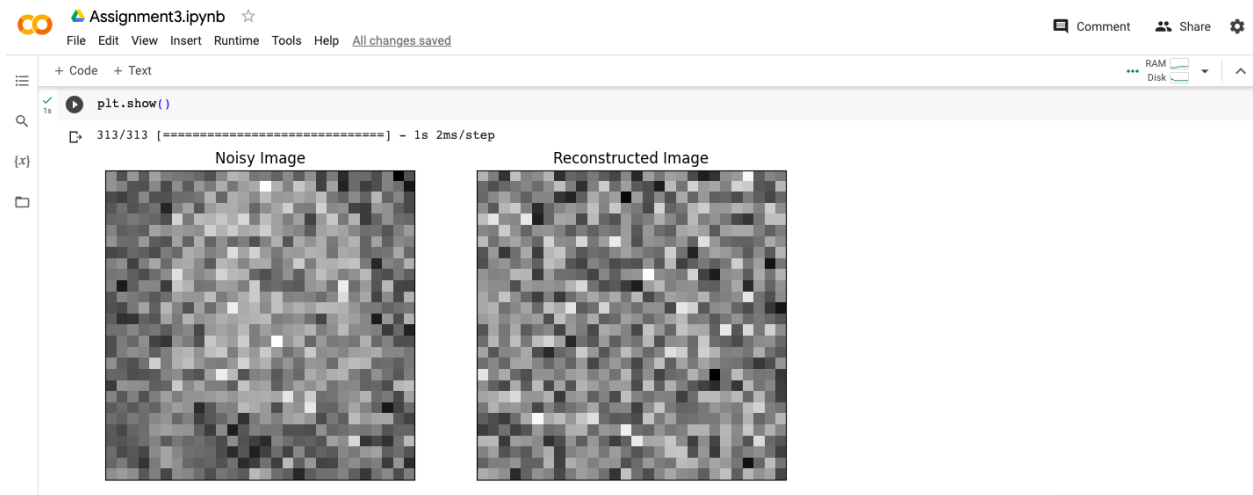 Assignment3.ipynb
File Edit View Insert Runtime Tools Help All changes saved
Comment Share
+ Code + Text
RAM
Disk
1s
plt.show()
{x}
313/313 [==============================] - 1s 2ms/step
Noisy Image Reconstructed Image